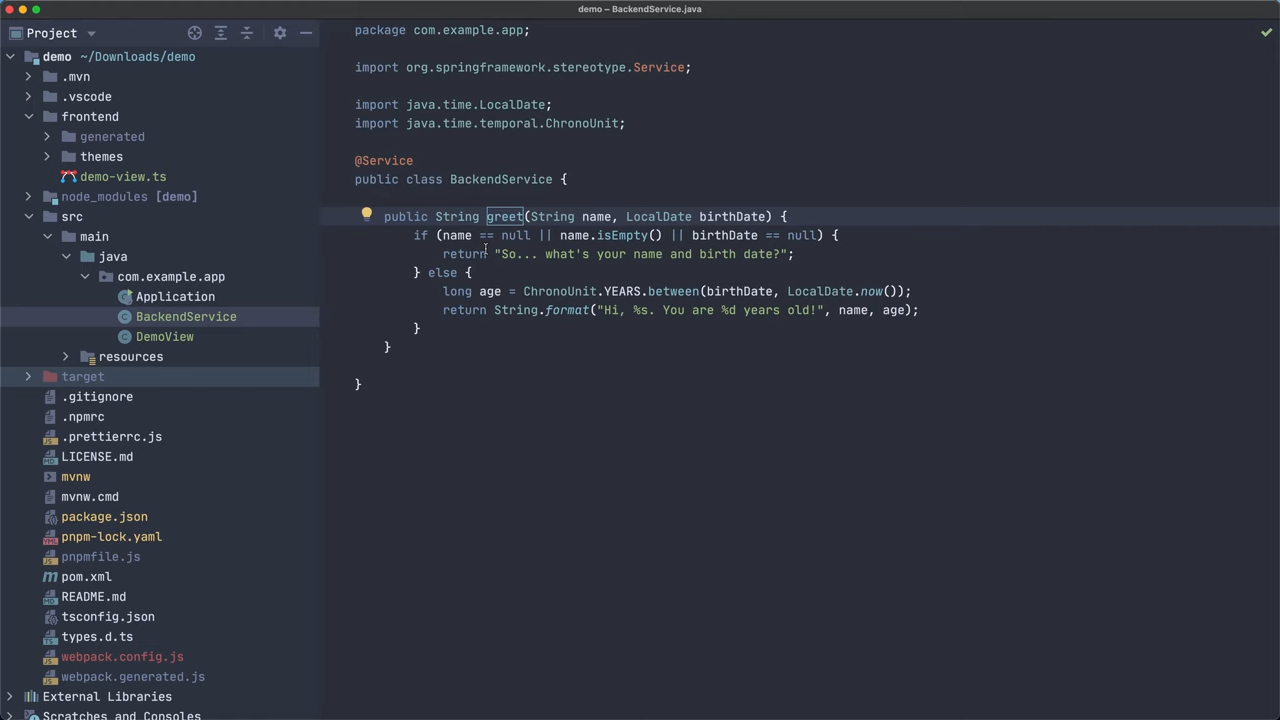 demo – BackendService.java
Project
demo ~/Downloads/demo
.mvn
.vscode
frontend
generated
themes
demo-view.ts
node_modules [demo]
src
main
java
com.example.app
Application
BackendService
DemoView
resources
target
.gitignore
.npmrc
.prettierrc.js
LICENSE.md
mvnw
mvnw.cmd
package.json
pnpm-lock.yaml
pnpmfile.js
pom.xml
README.md
tsconfig.json
types.d.ts
webpack.config.js
webpack.generated.js
External Libraries
Scratches and Consoles
package com.example.app;
import org.springframework.stereotype.Service;
import java.time.LocalDate;
import java.time.temporal.ChronoUnit;
@Service
public class BackendService {
public String greet(String name, LocalDate birthDate) {
if (name == null || name.isEmpty() || birthDate == null) {
return "So... what's your name and birth date?";
} else {
long age = ChronoUnit.YEARS.between(birthDate, LocalDate.now());
return String.format("Hi, %s. You are %d years old!", name, age);
}
}
}